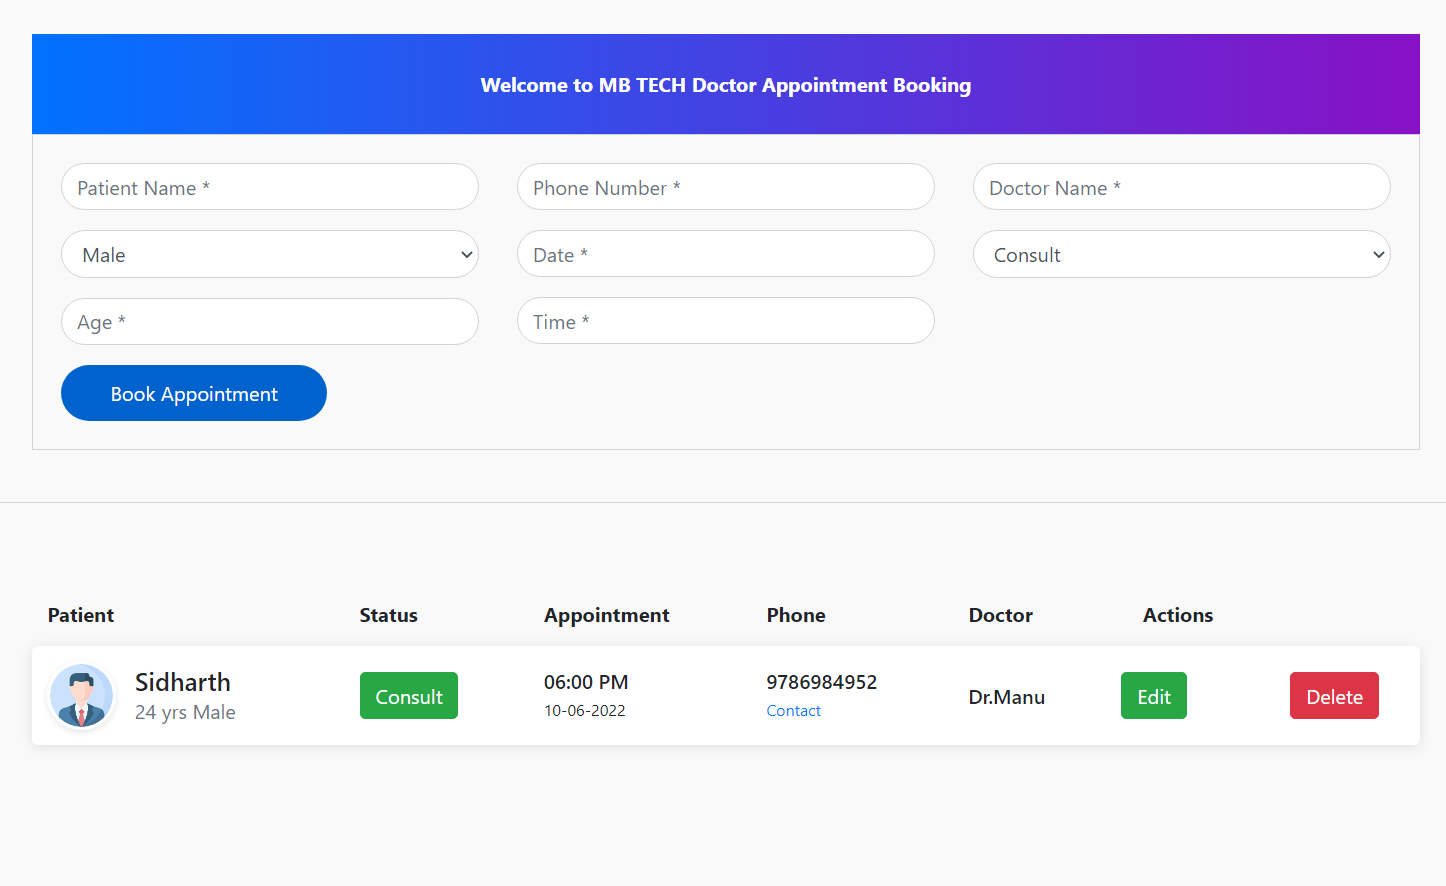 Welcome to MB TECH Doctor Appointment Booking
Patient Name *
Phone Number *
Doctor Name *
Male
Date *
Consult
Age *
Time *
Book Appointment
Patient Status Appointment Phone Doctor Actions
Sidharth
24 yrs Male
Consult
06:00 PM
10-06-2022
9786984952
Contact
Dr.Manu
Edit
Delete